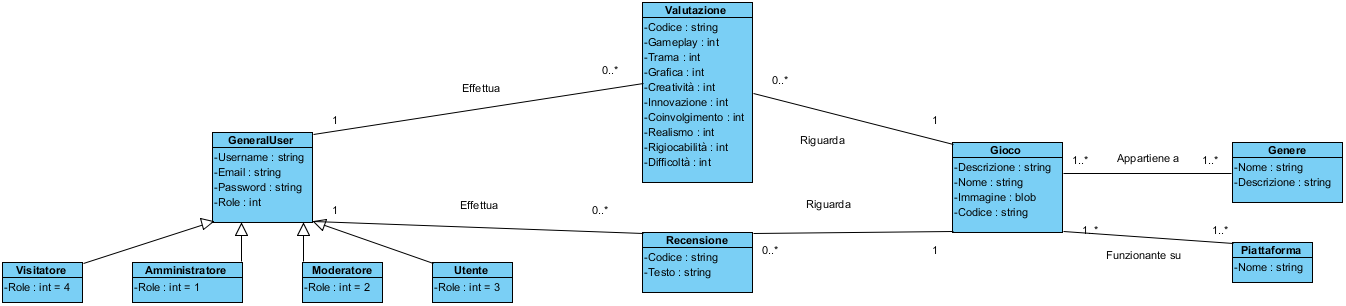 Valutazione
-Codice : string
-Gameplay : int
-Trama : int
-Grafica : int
-Creatività : int
-Innovazione : int
-Coinvolgimento : int
-Realismo : int
-Rigiocabilità : int
-Difficoltà : int
Effettua
0..*
1
0..*
Riguarda
1
GeneralUser
-Username : string
-Email : string
-Password : string
-Role : int
Gioco
-Descrizione : string
-Nome : string
-Immagine : blob
-Codice : string
1..*
Appartiene a
1..*
Genere
-Nome : string
-Descrizione : string
1
Effettua
0..*
Riguarda
0..*
1
Recensione
-Codice : string
-Testo : string
1..*
1..*
Funzionante su
Piattaforma
-Nome : string
Visitatore
-Role : int = 4
Amministratore
-Role : int = 1
Moderatore
-Role : int = 2
Utente
-Role : int = 3